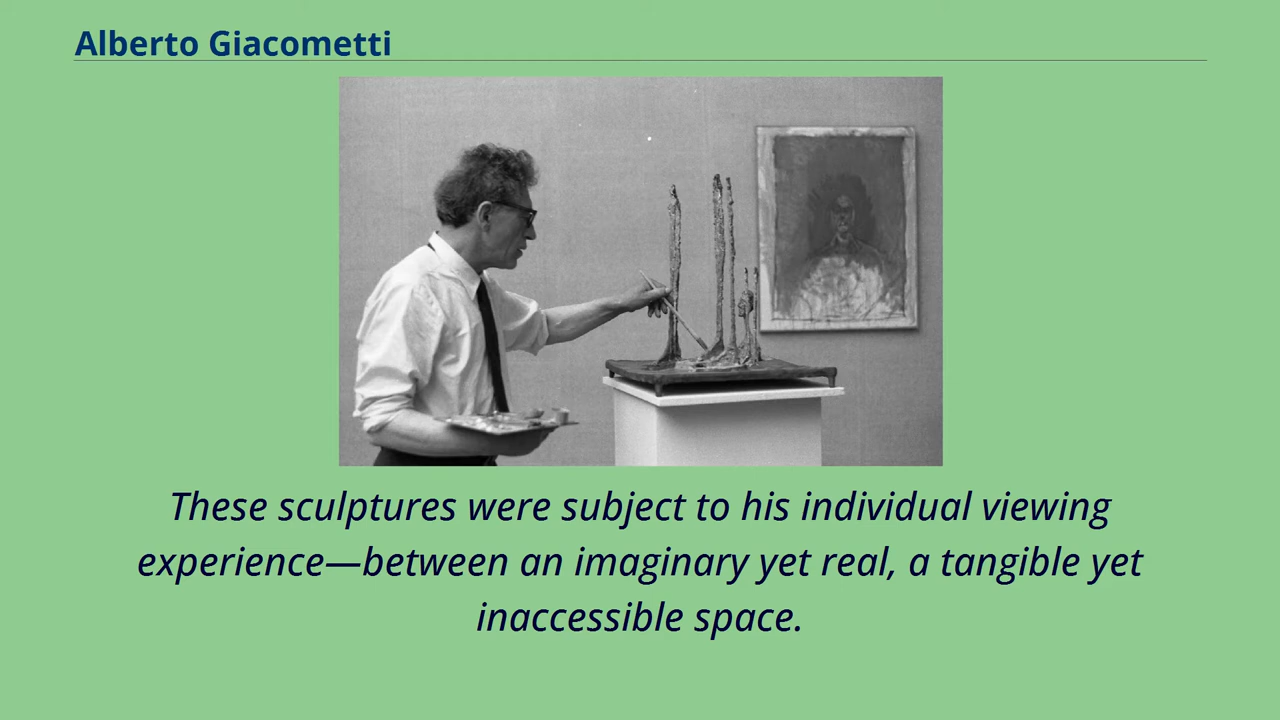 Alberto Giacometti
These sculptures were subject to his individual viewing
experience—between an imaginary yet real, a tangible yet
inaccessible space.